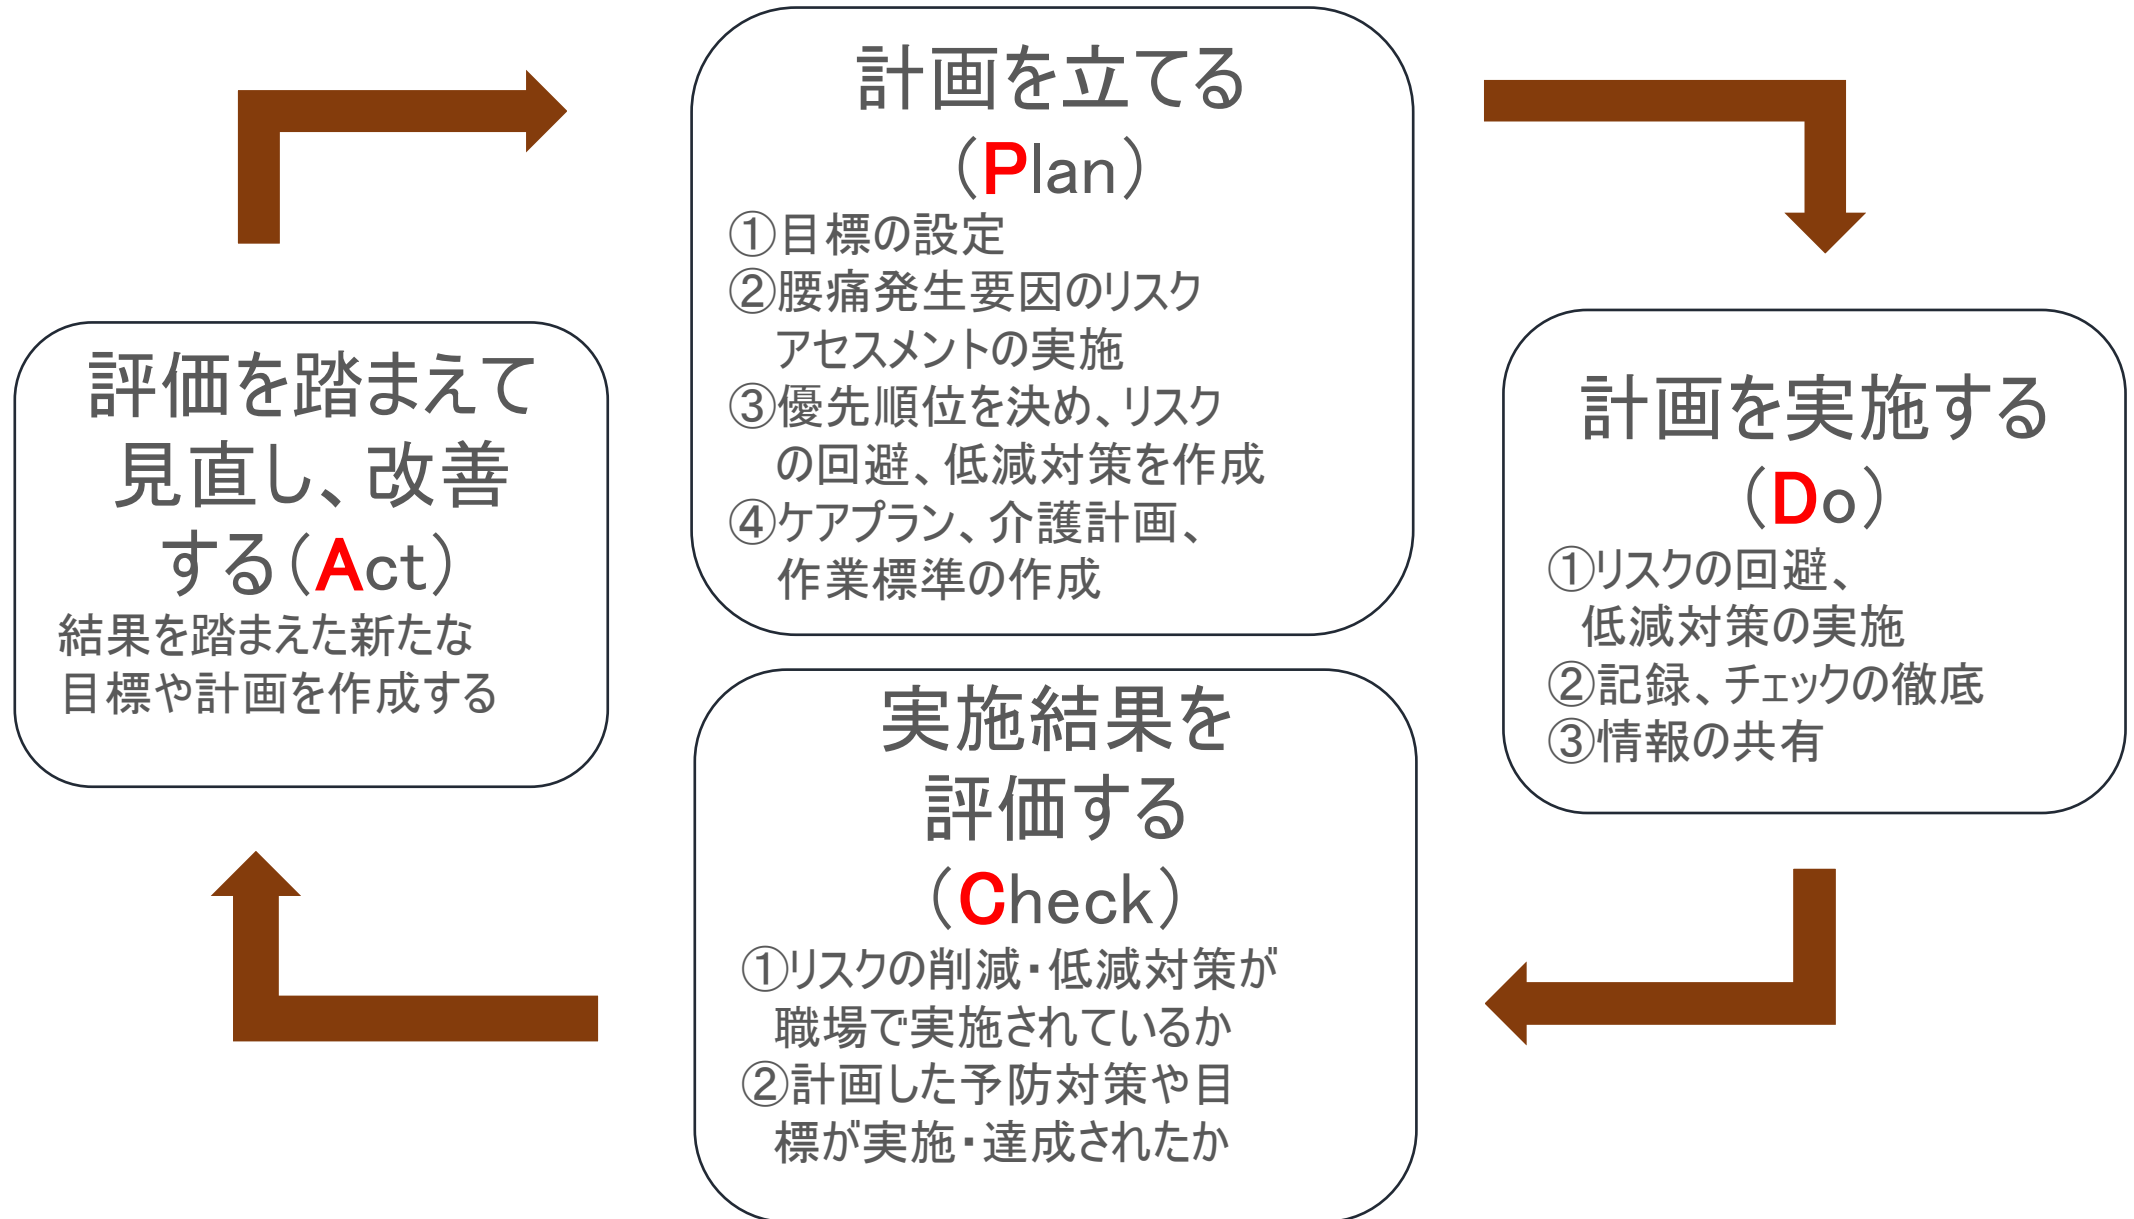 計画を立てる
（Plan）
①目標の設定
②腰痛発生要因のリスク
アセスメントの実施
③優先順位を決め、リスク
の回避、低減対策を作成
④ケアプラン、介護計画、
作業標準の作成
計画を実施する
（Do）
①リスクの回避、
低減対策の実施
②記録、チェックの徹底
③情報の共有
実施結果を
評価する
（Check）
①リスクの削減・低減対策が
職場で実施されているか
②計画した予防対策や目
標が実施・達成されたか
評価を踏まえて
見直し、改善
する（Act）
結果を踏まえた新たな
目標や計画を作成する